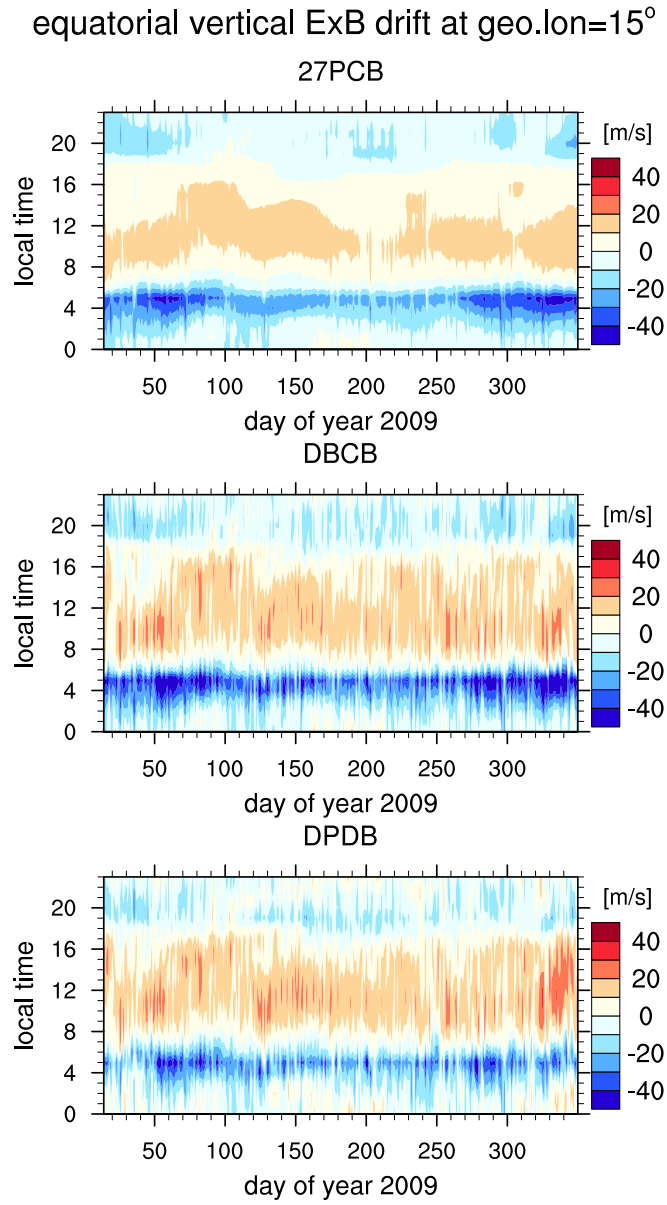 equatorial vertical ExB drift at geo.lon=15°
27PCB
[m/s]
20
16
12
8
4
0
local time
40
20
0
-20
-40
50 100 150 200 250 300
day of year 2009
DBCB
[m/s]
20
16
12
8
4
0
local time
40
20
0
-20
-40
50 100 150 200 250 300
day of year 2009
DPDB
[m/s]
20
16
12
8
4
0
local time
40
20
0
-20
-40
50 100 150 200 250 300
day of year 2009